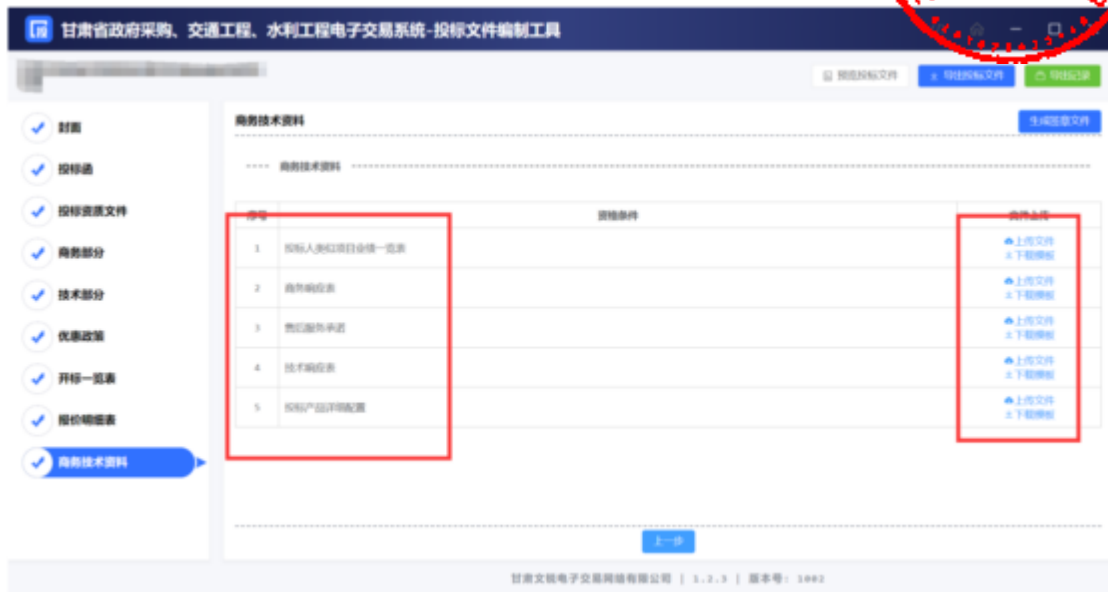 甘肃省政府采购、交通工程、水利工程电子交易系统-投标文件编制工具
预览投标文件
导出投标文件
导出记录
封面
投标函
投标资质文件
商务部分
技术部分
优惠政策
开标一览表
报价明细表
商务技术资料
商务技术资料
生成签章文件
商务技术资料
序号 资格条件 文件上传
1 投标人类似项目业绩一览表 上传文件
下载模板
2 商务响应表 上传文件
下载模板
3 售后服务承诺 上传文件
下载模板
4 技术响应表 上传文件
下载模板
5 投标产品详细配置 上传文件
下载模板
上一步
甘肃文锐电子交易网络有限公司 | 1.2.3 | 版本号: 1002